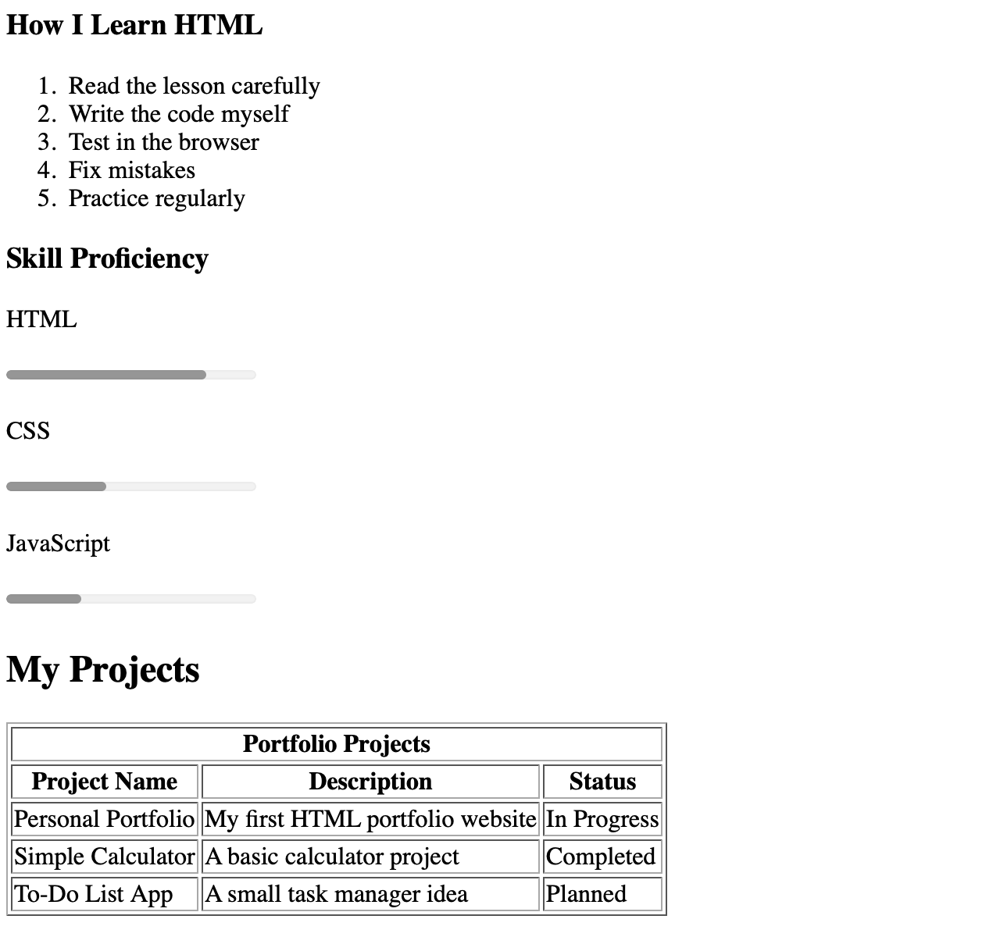 How I Learn HTML
1. Read the lesson carefully
2. Write the code myself
3. Test in the browser
4. Fix mistakes
5. Practice regularly
Skill Proficiency
HTML
CSS
JavaScript
My Projects
Portfolio Projects
Project Name Description Status
Personal Portfolio My first HTML portfolio website In Progress
Simple Calculator A basic calculator project Completed
To-Do List App A small task manager idea Planned